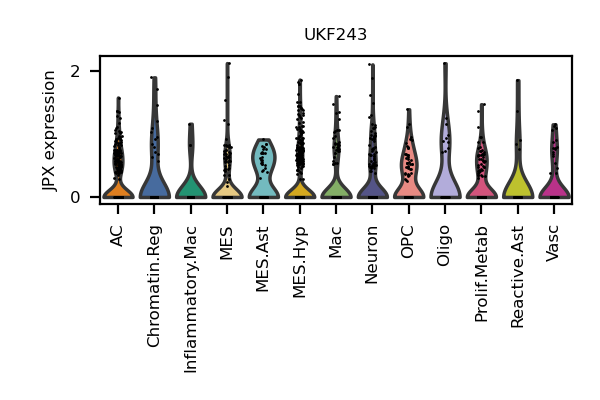 UKF243
JPX expression
2
0
AC
Chromatin.Reg
Inflammatory.Mac
MES
MES.Ast
MES.Hyp
Mac
Neuron
OPC
Oligo
Prolif.Metab
Reactive.Ast
Vasc